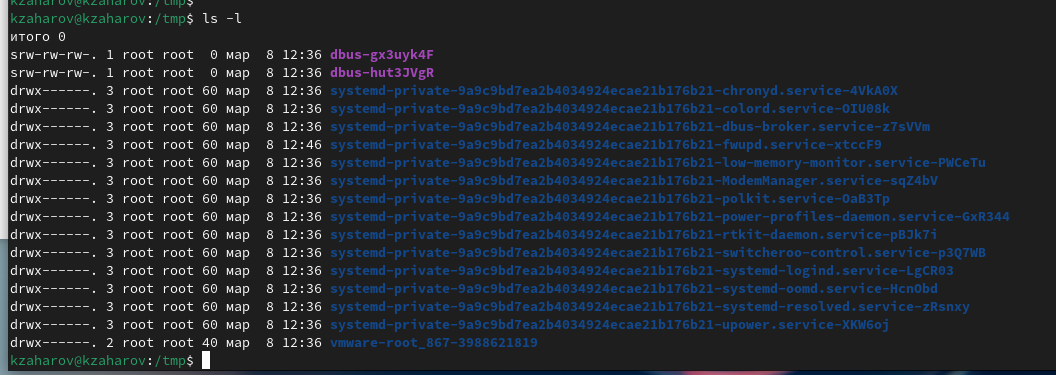 kzaharov@kzaharov:/tmp$
kzaharov@kzaharov:/tmp$ ls -l
итого 0
srw-rw-rw-. 1 root root  0 мар  8 12:36 dbus-gx3uyk4F
srw-rw-rw-. 1 root root  0 мар  8 12:36 dbus-hut3JVgR
drwx------. 3 root root 60 мар  8 12:36 systemd-private-9a9c9bd7ea2b4034924ecae21b176b21-chronyd.service-4VkA0X
drwx------. 3 root root 60 мар  8 12:36 systemd-private-9a9c9bd7ea2b4034924ecae21b176b21-colord.service-OIU08k
drwx------. 3 root root 60 мар  8 12:36 systemd-private-9a9c9bd7ea2b4034924ecae21b176b21-dbus-broker.service-z7sVVm
drwx------. 3 root root 60 мар  8 12:46 systemd-private-9a9c9bd7ea2b4034924ecae21b176b21-fwupd.service-xtccF9
drwx------. 3 root root 60 мар  8 12:36 systemd-private-9a9c9bd7ea2b4034924ecae21b176b21-low-memory-monitor.service-PWCeTu
drwx------. 3 root root 60 мар  8 12:36 systemd-private-9a9c9bd7ea2b4034924ecae21b176b21-ModemManager.service-sqZ4bV
drwx------. 3 root root 60 мар  8 12:36 systemd-private-9a9c9bd7ea2b4034924ecae21b176b21-polkit.service-OaB3Tp
drwx------. 3 root root 60 мар  8 12:36 systemd-private-9a9c9bd7ea2b4034924ecae21b176b21-power-profiles-daemon.service-GxR344
drwx------. 3 root root 60 мар  8 12:36 systemd-private-9a9c9bd7ea2b4034924ecae21b176b21-rtkit-daemon.service-pBJk7i
drwx------. 3 root root 60 мар  8 12:36 systemd-private-9a9c9bd7ea2b4034924ecae21b176b21-switcheroo-control.service-p3Q7WB
drwx------. 3 root root 60 мар  8 12:36 systemd-private-9a9c9bd7ea2b4034924ecae21b176b21-systemd-logind.service-LgCR03
drwx------. 3 root root 60 мар  8 12:36 systemd-private-9a9c9bd7ea2b4034924ecae21b176b21-systemd-oomd.service-HcnObd
drwx------. 3 root root 60 мар  8 12:36 systemd-private-9a9c9bd7ea2b4034924ecae21b176b21-systemd-resolved.service-zRsnxy
drwx------. 3 root root 60 мар  8 12:36 systemd-private-9a9c9bd7ea2b4034924ecae21b176b21-upower.service-XKW6oj
drwx------. 2 root root 40 мар  8 12:36 vmware-root_867-3988621819
kzaharov@kzaharov:/tmp$